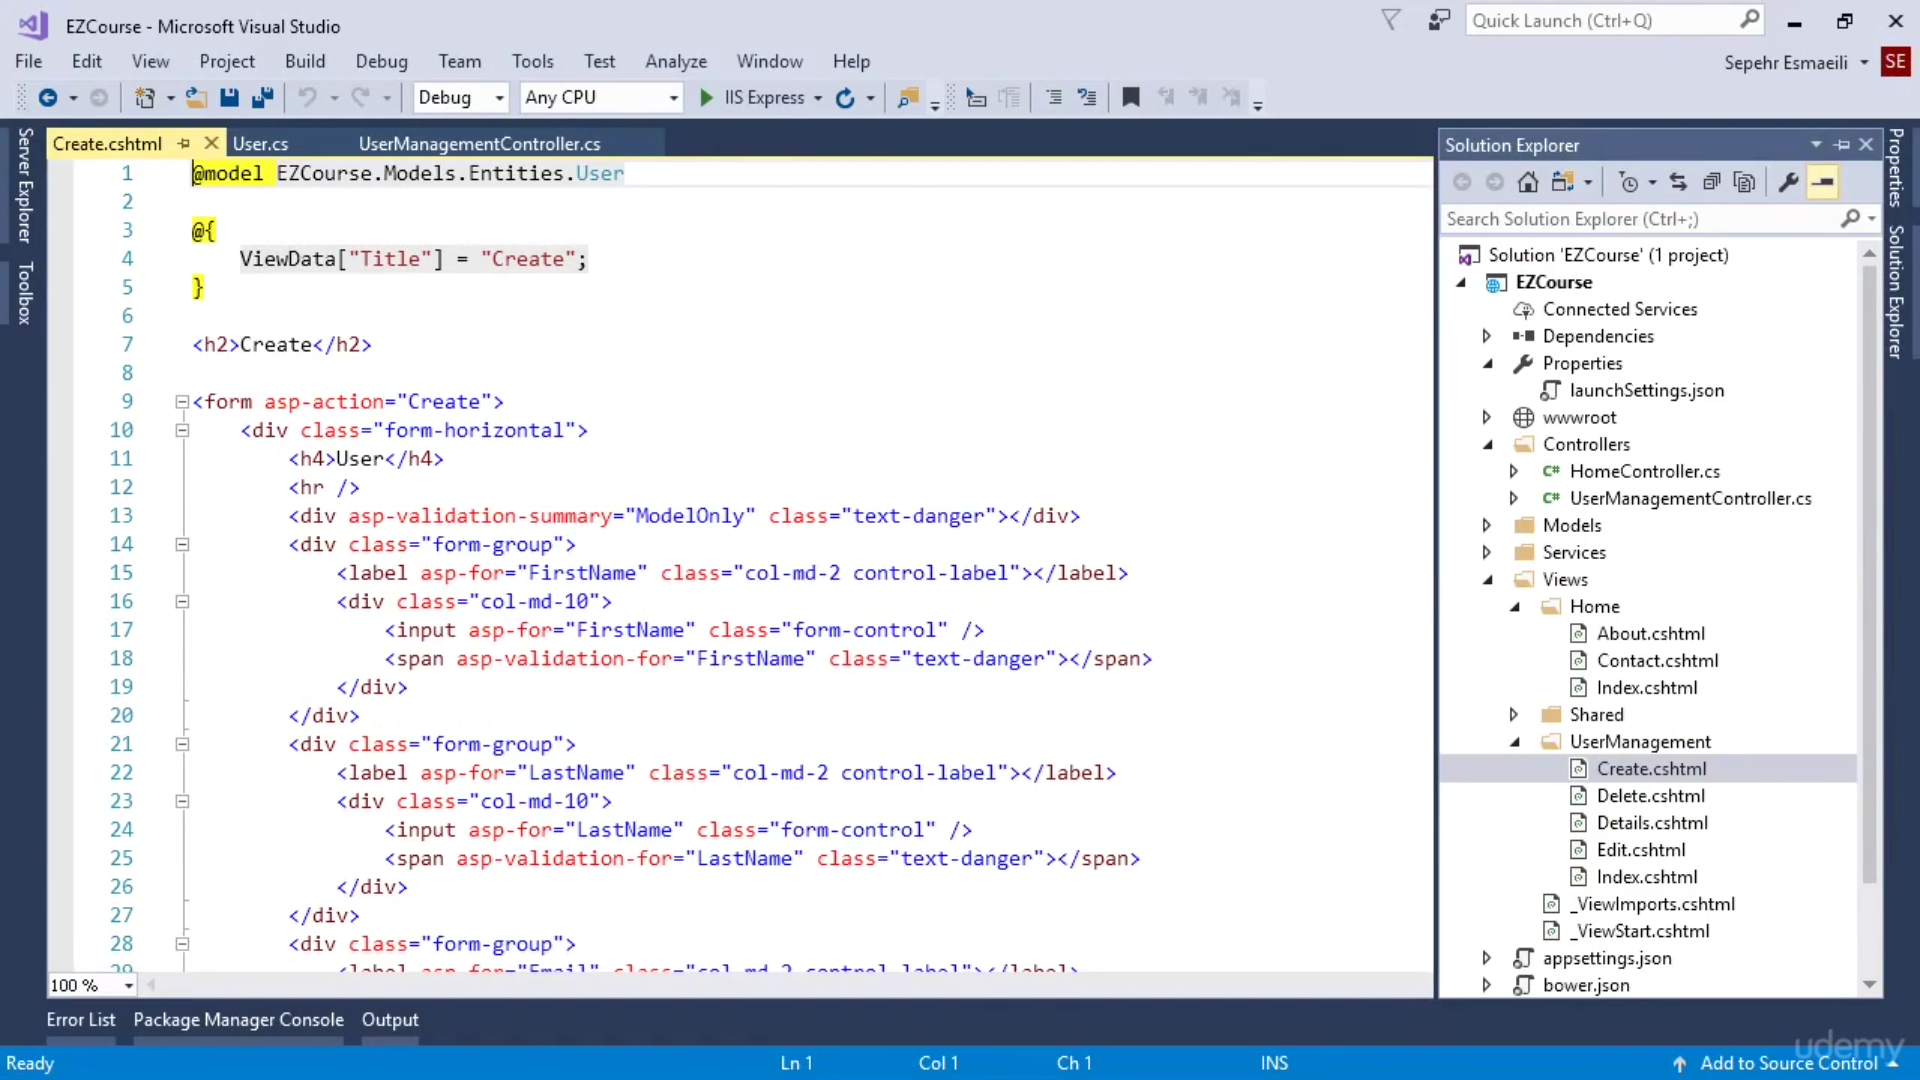 EZCourse - Microsoft Visual Studio
Quick Launch (Ctrl+Q)
File Edit View Project Build Debug Team Tools Test Analyze Window Help
Sepehr Esmaeili SE
Debug Any CPU IIS Express
Server Explorer
Toolbox
Create.cshtml User.cs UserManagementController.cs
1 @model EZCourse.Models.Entities.User
2
3 @{
4 ViewData["Title"] = "Create";
5 }
6
7 <h2>Create</h2>
8
9 <form asp-action="Create">
10 <div class="form-horizontal">
11 <h4>User</h4>
12 <hr />
13 <div asp-validation-summary="ModelOnly" class="text-danger"></div>
14 <div class="form-group">
15 <label asp-for="FirstName" class="col-md-2 control-label"></label>
16 <div class="col-md-10">
17 <input asp-for="FirstName" class="form-control" />
18 <span asp-validation-for="FirstName" class="text-danger"></span>
19 </div>
20 </div>
21 <div class="form-group">
22 <label asp-for="LastName" class="col-md-2 control-label"></label>
23 <div class="col-md-10">
24 <input asp-for="LastName" class="form-control" />
25 <span asp-validation-for="LastName" class="text-danger"></span>
26 </div>
27 </div>
28 <div class="form-group">
29 <label asp-for="Email" class="col-md-2 control-label"></label>
100 %
Solution Explorer
Search Solution Explorer (Ctrl+;)
Solution 'EZCourse' (1 project)
EZCourse
Connected Services
Dependencies
Properties
launchSettings.json
wwwroot
Controllers
C# HomeController.cs
C# UserManagementController.cs
Models
Services
Views
Home
About.cshtml
Contact.cshtml
Index.cshtml
Shared
UserManagement
Create.cshtml
Delete.cshtml
Details.cshtml
Edit.cshtml
Index.cshtml
_ViewImports.cshtml
_ViewStart.cshtml
appsettings.json
bower.json
Properties
Solution Explorer
Error List Package Manager Console Output
Ready Ln 1 Col 1 Ch 1 INS Add to Source Control
udemy